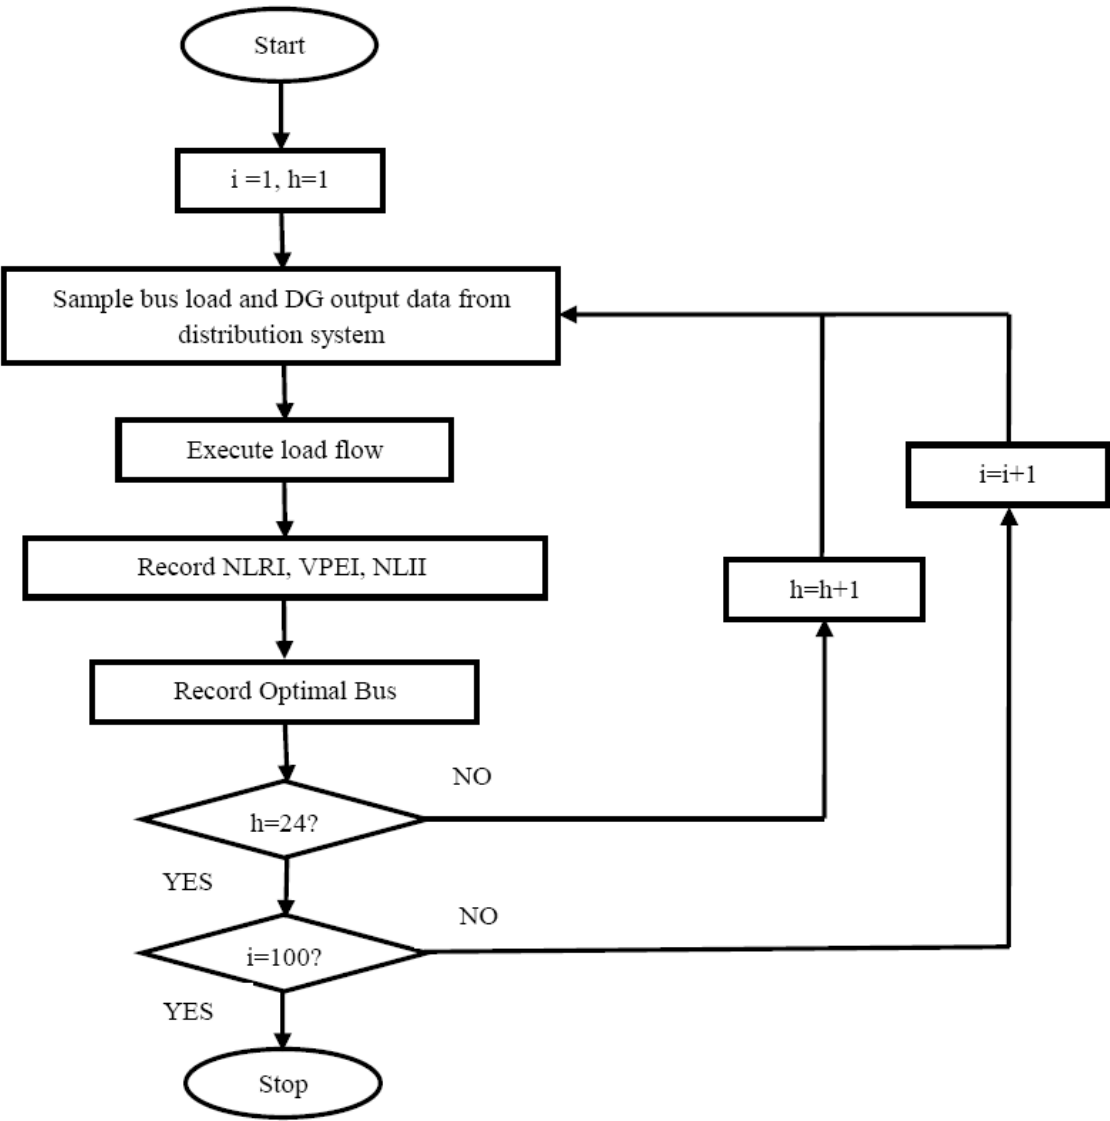 Start
i =1, h=1
Sample bus load and DG output data from
distribution system
Execute load flow
i=i+1
Record NLRI, VPEI, NLII
h=h+1
Record Optimal Bus
NO
h=24?
YES
NO
i=100?
YES
Stop